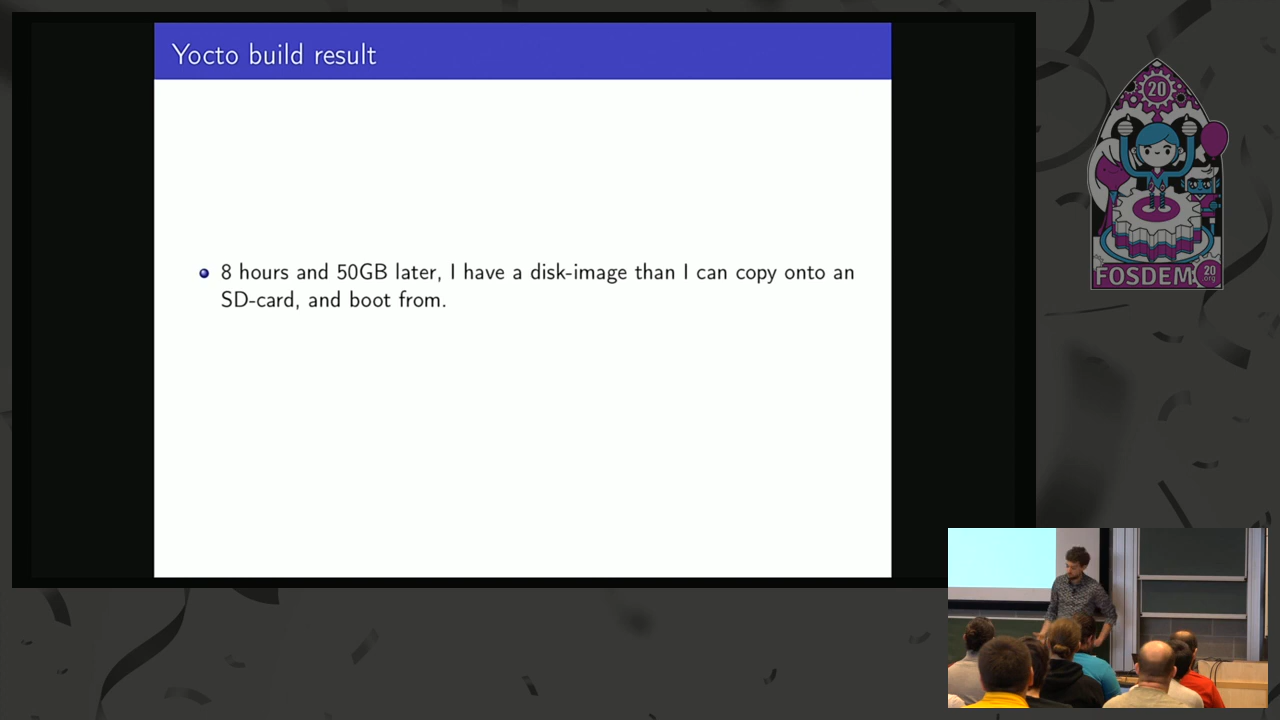 Yocto build result
8 hours and 50GB later, I have a disk-image than I can copy onto an
SD-card, and boot from.
20
FOSDEM
20
.org